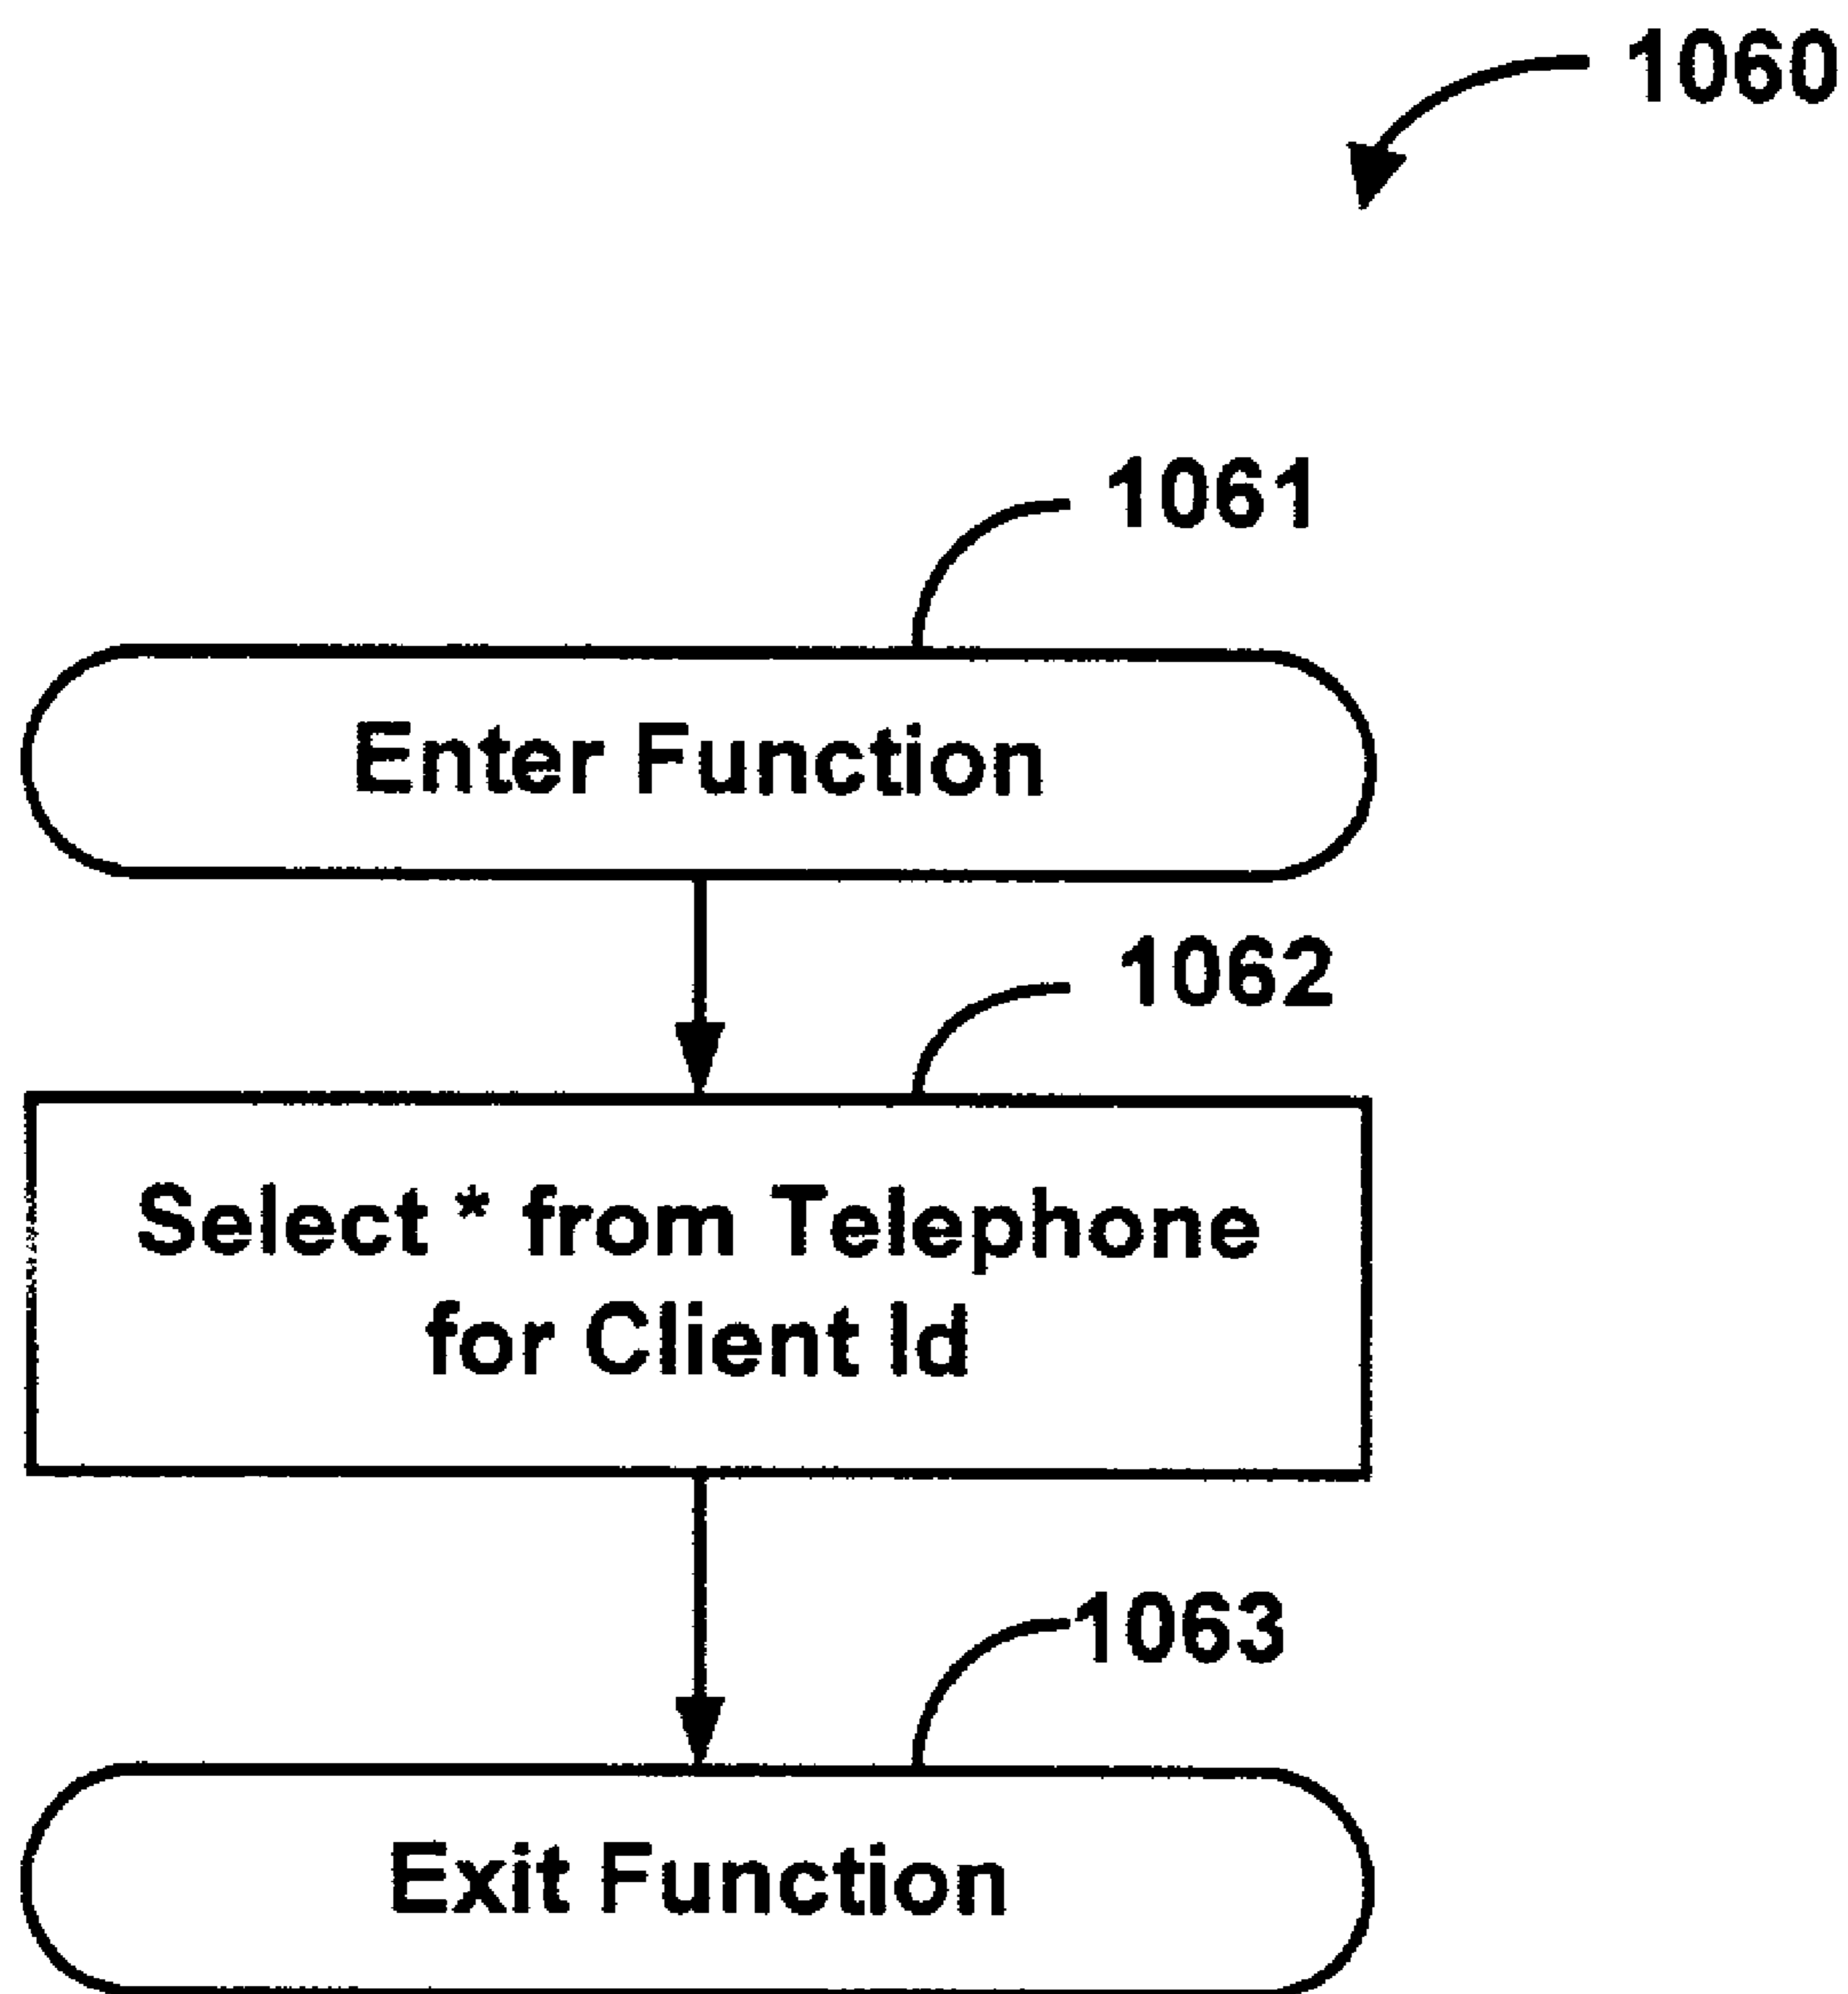 1060
1061
Enter Function
1062
Select * from Telephone
for Client Id
1063
Exit Function